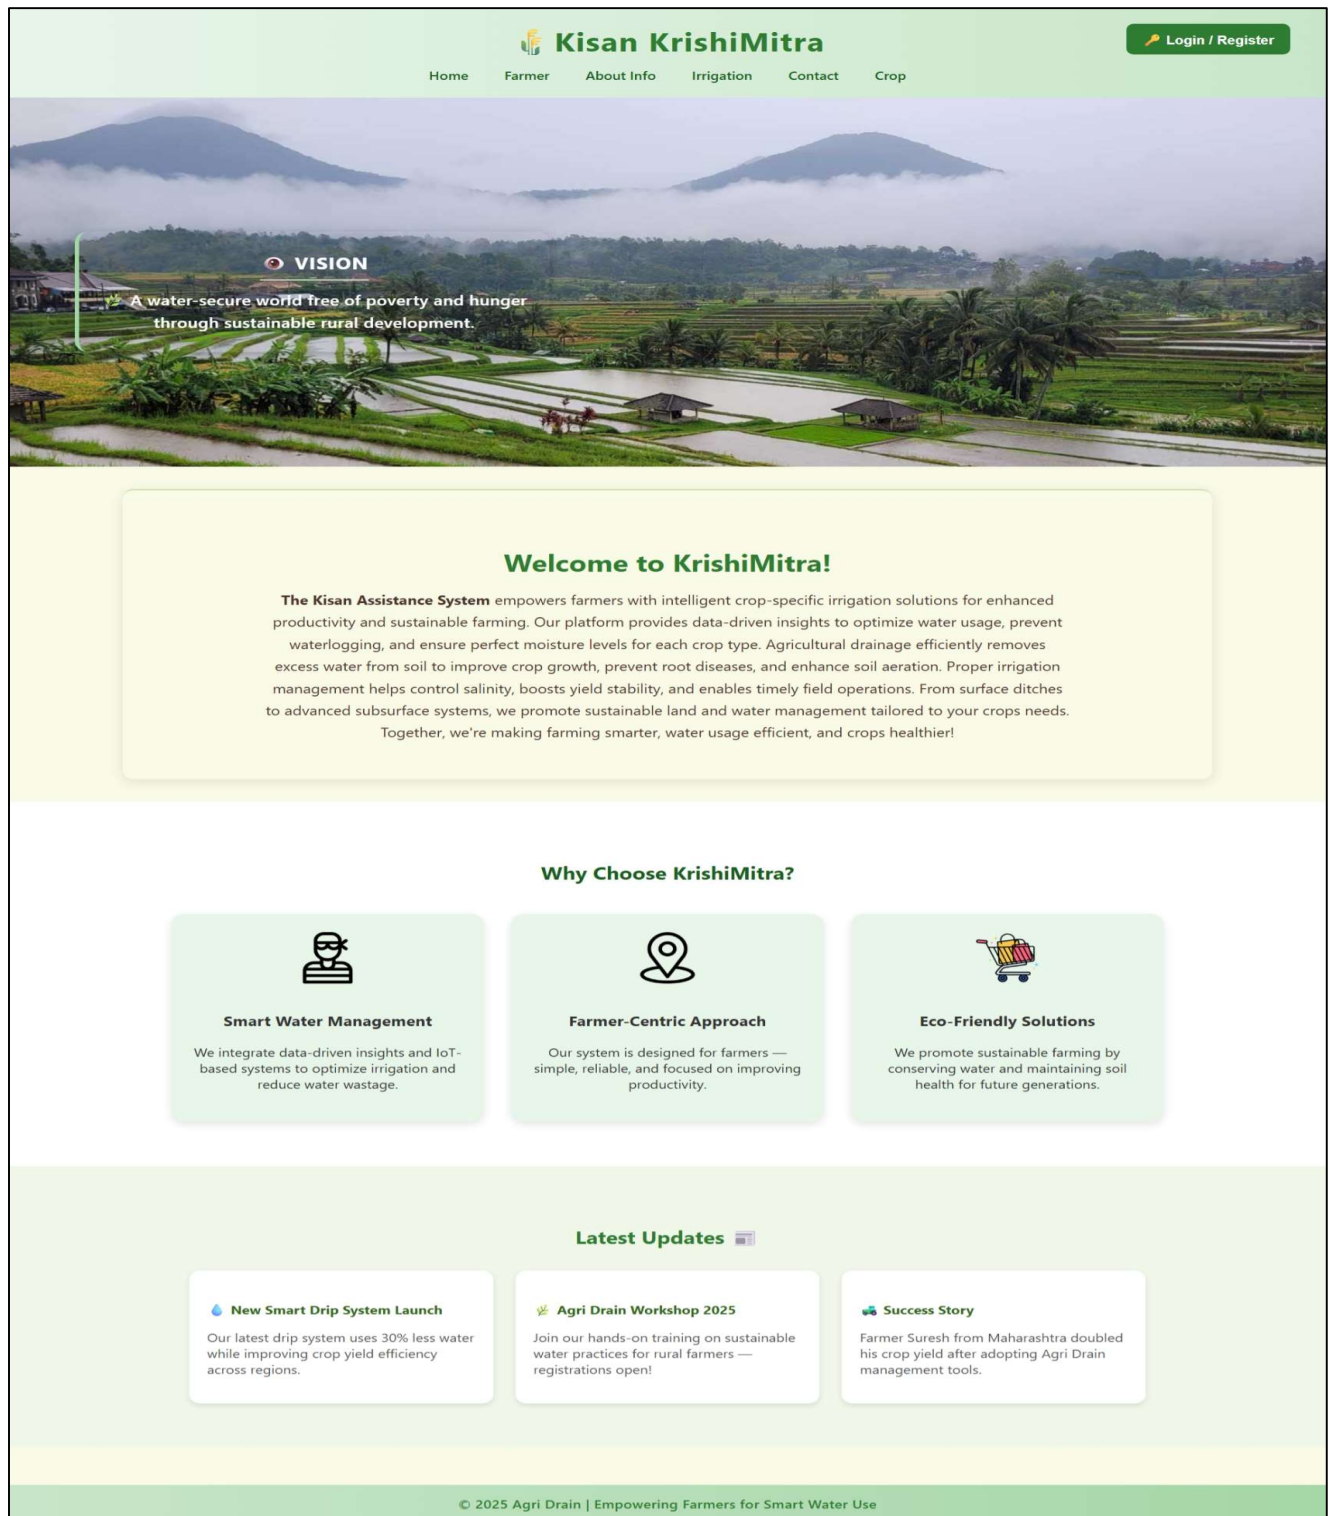 Kisan KrishiMitra
Login / Register
Home Farmer About Info Irrigation Contact Crop
VISION
A water-secure world free of poverty and hunger
through sustainable rural development.
Welcome to KrishiMitra!
The Kisan Assistance System empowers farmers with intelligent crop-specific irrigation solutions for enhanced
productivity and sustainable farming. Our platform provides data-driven insights to optimize water usage, prevent
waterlogging, and ensure perfect moisture levels for each crop type. Agricultural drainage efficiently removes
excess water from soil to improve crop growth, prevent root diseases, and enhance soil aeration. Proper irrigation
management helps control salinity, boosts yield stability, and enables timely field operations. From surface ditches
to advanced subsurface systems, we promote sustainable land and water management tailored to your crops needs.
Together, we're making farming smarter, water usage efficient, and crops healthier!
Why Choose KrishiMitra?
Smart Water Management
We integrate data-driven insights and IoT-
based systems to optimize irrigation and
reduce water wastage.
Farmer-Centric Approach
Our system is designed for farmers —
simple, reliable, and focused on improving
productivity.
Eco-Friendly Solutions
We promote sustainable farming by
conserving water and maintaining soil
health for future generations.
Latest Updates
New Smart Drip System Launch
Our latest drip system uses 30% less water
while improving crop yield efficiency
across regions.
Agri Drain Workshop 2025
Join our hands-on training on sustainable
water practices for rural farmers —
registrations open!
Success Story
Farmer Suresh from Maharashtra doubled
his crop yield after adopting Agri Drain
management tools.
© 2025 Agri Drain | Empowering Farmers for Smart Water Use